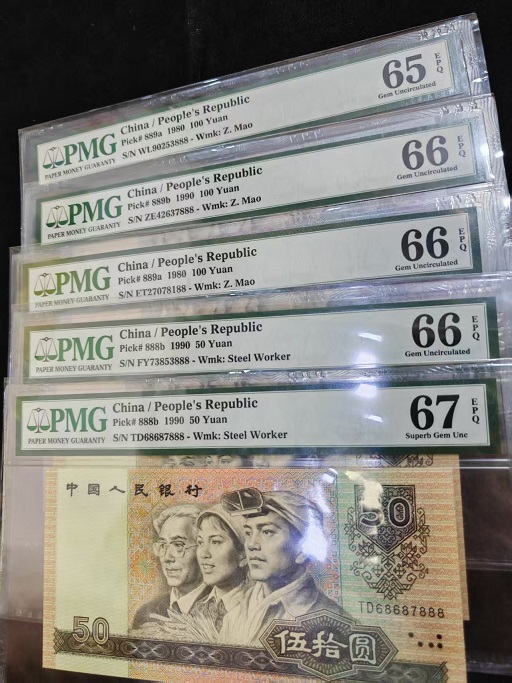 65 EPQ
Gem Uncirculated
PMG
PAPER MONEY GUARANTY
China / People's Republic
Pick# 889a 1980 100 Yuan
S/N WL90253888 - Wmk: Z. Mao
66 EPQ
Gem Uncirculated
PMG
PAPER MONEY GUARANTY
China / People's Republic
Pick# 889b 1990 100 Yuan
S/N ZE42637888 - Wmk: Z. Mao
66 EPQ
Gem Uncirculated
PMG
PAPER MONEY GUARANTY
China / People's Republic
Pick# 889a 1980 100 Yuan
S/N ET27078188 - Wmk: Z. Mao
66 EPQ
Gem Uncirculated
PMG
PAPER MONEY GUARANTY
China / People's Republic
Pick# 888b 1990 50 Yuan
S/N FY73853888 - Wmk: Steel Worker
67 EPQ
Superb Gem Unc
PMG
PAPER MONEY GUARANTY
China / People's Republic
Pick# 888b 1990 50 Yuan
S/N TD68687888 - Wmk: Steel Worker
中国人民银行
50
TD68687888
50
伍拾圆